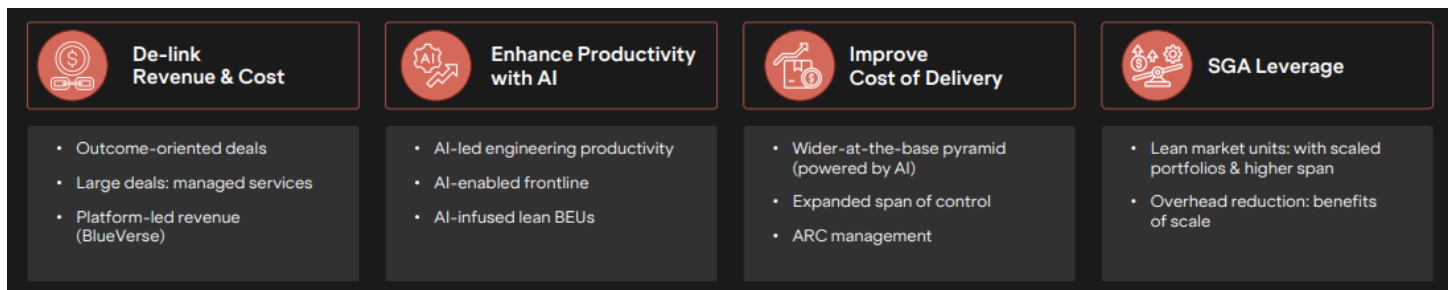 De-link
Revenue & Cost
• Outcome-oriented deals
• Large deals: managed services
• Platform-led revenue
(BlueVerse)
AI
Enhance Productivity
with AI
• AI-led engineering productivity
• AI-enabled frontline
• AI-infused lean BEUs
Improve
Cost of Delivery
• Wider-at-the-base pyramid
(powered by AI)
• Expanded span of control
• ARC management
SGA Leverage
• Lean market units: with scaled
portfolios & higher span
• Overhead reduction: benefits
of scale